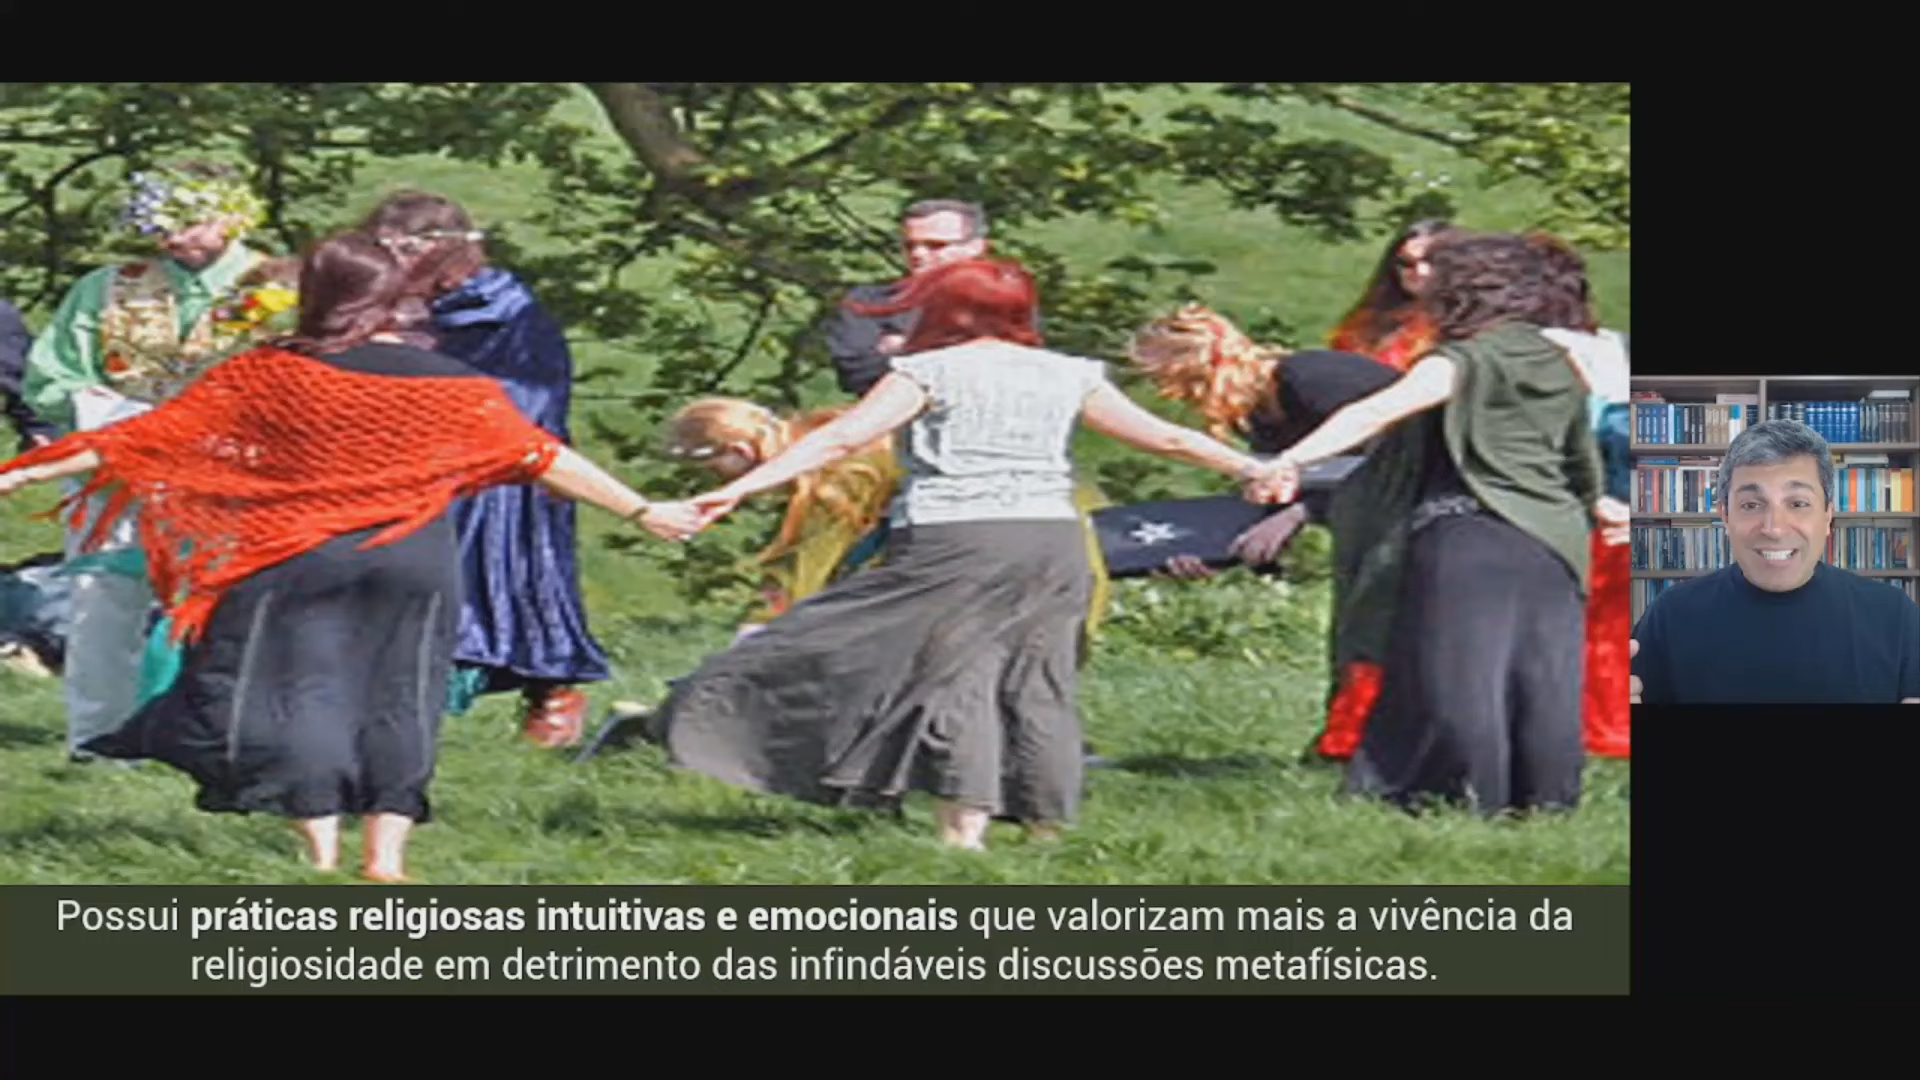 Possui práticas religiosas intuitivas e emocionais que valorizam mais a vivência da
religiosidade em detrimento das infindáveis discussões metafísicas.